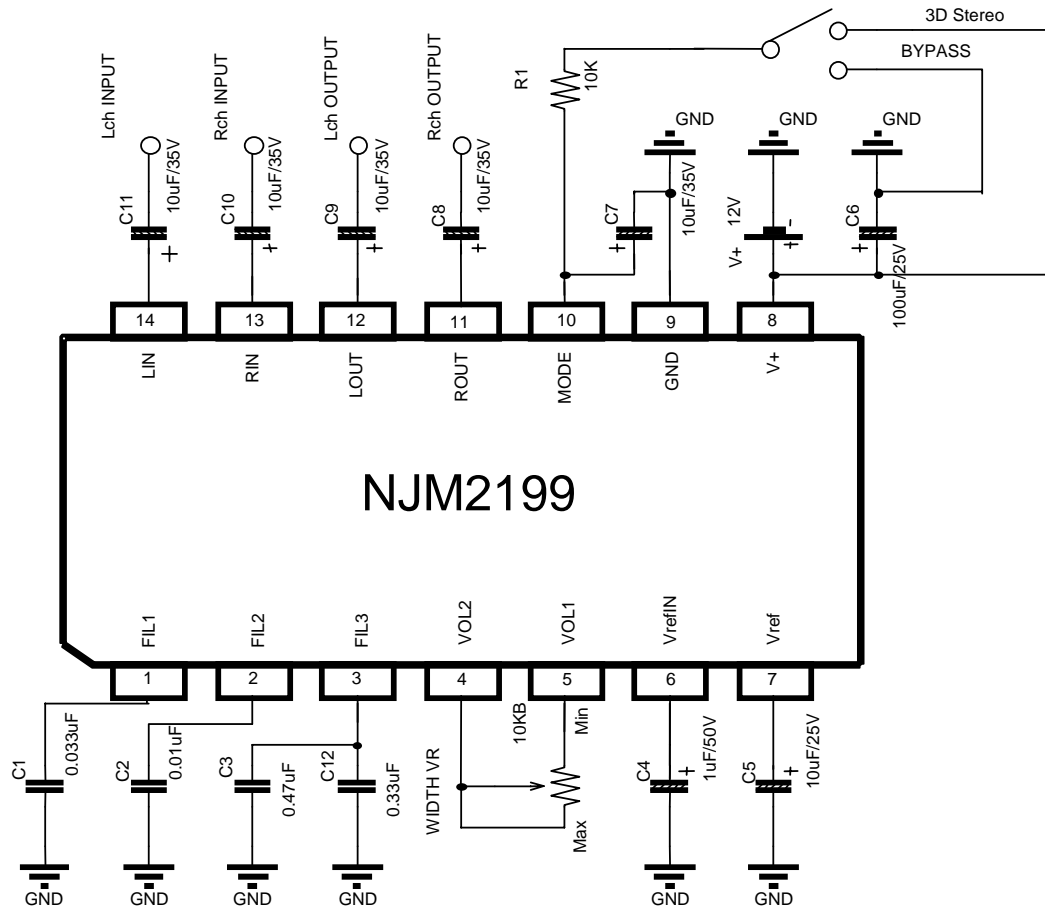 3D Stereo
BYPASS
R1
10K
Lch INPUT
Rch INPUT
Lch OUTPUT
Rch OUTPUT
GND
GND
GND
C11
10uF/35V
+
C10
10uF/35V
+
C9
10uF/35V
+
C8
10uF/35V
+
C7
10uF/35V
+
V+
12V
+
-
C6
100uF/25V
+
14
13
12
11
10
9
8
LIN
RIN
LOUT
ROUT
MODE
GND
V+
NJM2199
FIL1
FIL2
FIL3
VOL2
VOL1
VrefIN
Vref
1
2
3
4
5
6
7
C1
0.033uF
C2
0.01uF
C3
0.47uF
C12
0.33uF
WIDTH VR
10KB
Min
Max
C4
+
1uF/50V
C5
+
10uF/25V
GND
GND
GND
GND
GND
GND